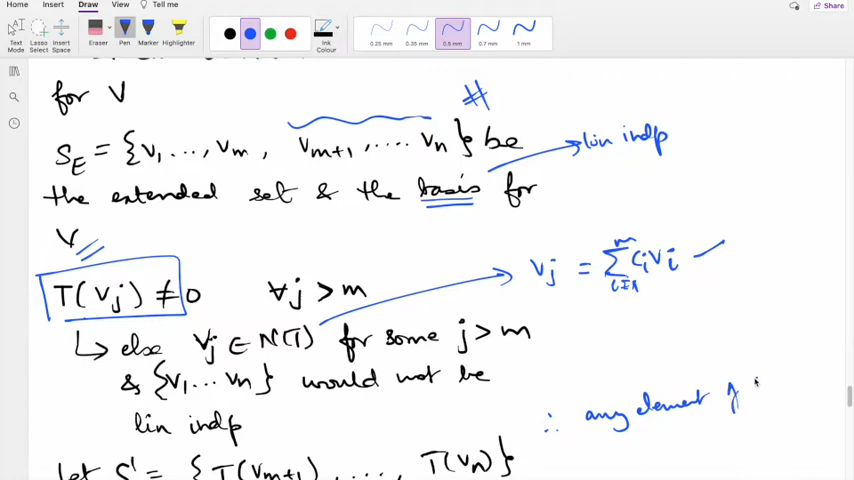 Home Insert Draw View Tell me
Share
Text Mode
Lasso Select
Insert Space
Eraser
Pen
Marker
Highlighter
Ink Colour
0.25 mm
0.35 mm
0.5 mm
0.7 mm
1 mm
for V
#
S_E = {v₁ ..., v_m , v_{m+1}, .... v_n} be
→ lin indp
the extended set & the basis for
V
v_j = Σ_{i=1}^{m} c_i v_i
T(v_j) ≠ 0 ∀j > m
↳ else v_j ∈ N(T) for some j > m
& {v₁ ... v_n} would not be
lin indp
∴ any element
let S' = { T(v_{m+1}), ...., T(v_n)}